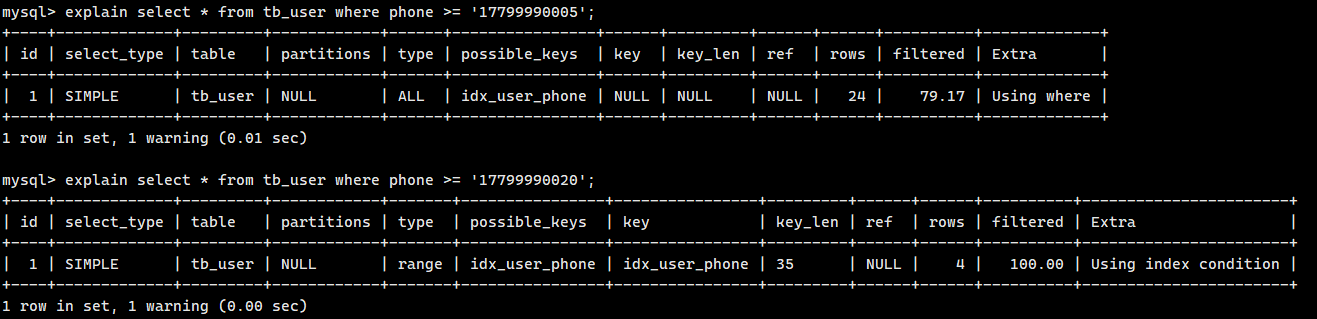 mysql> explain select * from tb_user where phone >= '17799990005';
+----+-------------+---------+------------+------+----------------+------+---------+------+------+----------+-------------+
| id | select_type | table   | partitions | type | possible_keys  | key  | key_len | ref  | rows | filtered | Extra       |
+----+-------------+---------+------------+------+----------------+------+---------+------+------+----------+-------------+
|  1 | SIMPLE      | tb_user | NULL       | ALL  | idx_user_phone | NULL | NULL    | NULL |   24 |    79.17 | Using where |
+----+-------------+---------+------------+------+----------------+------+---------+------+------+----------+-------------+
1 row in set, 1 warning (0.01 sec)

mysql> explain select * from tb_user where phone >= '17799990020';
+----+-------------+---------+------------+-------+----------------+----------------+---------+------+------+----------+-----------------------+
| id | select_type | table   | partitions | type  | possible_keys  | key            | key_len | ref  | rows | filtered | Extra                 |
+----+-------------+---------+------------+-------+----------------+----------------+---------+------+------+----------+-----------------------+
|  1 | SIMPLE      | tb_user | NULL       | range | idx_user_phone | idx_user_phone | 35      | NULL |    4 |   100.00 | Using index condition |
+----+-------------+---------+------------+-------+----------------+----------------+---------+------+------+----------+-----------------------+
1 row in set, 1 warning (0.00 sec)